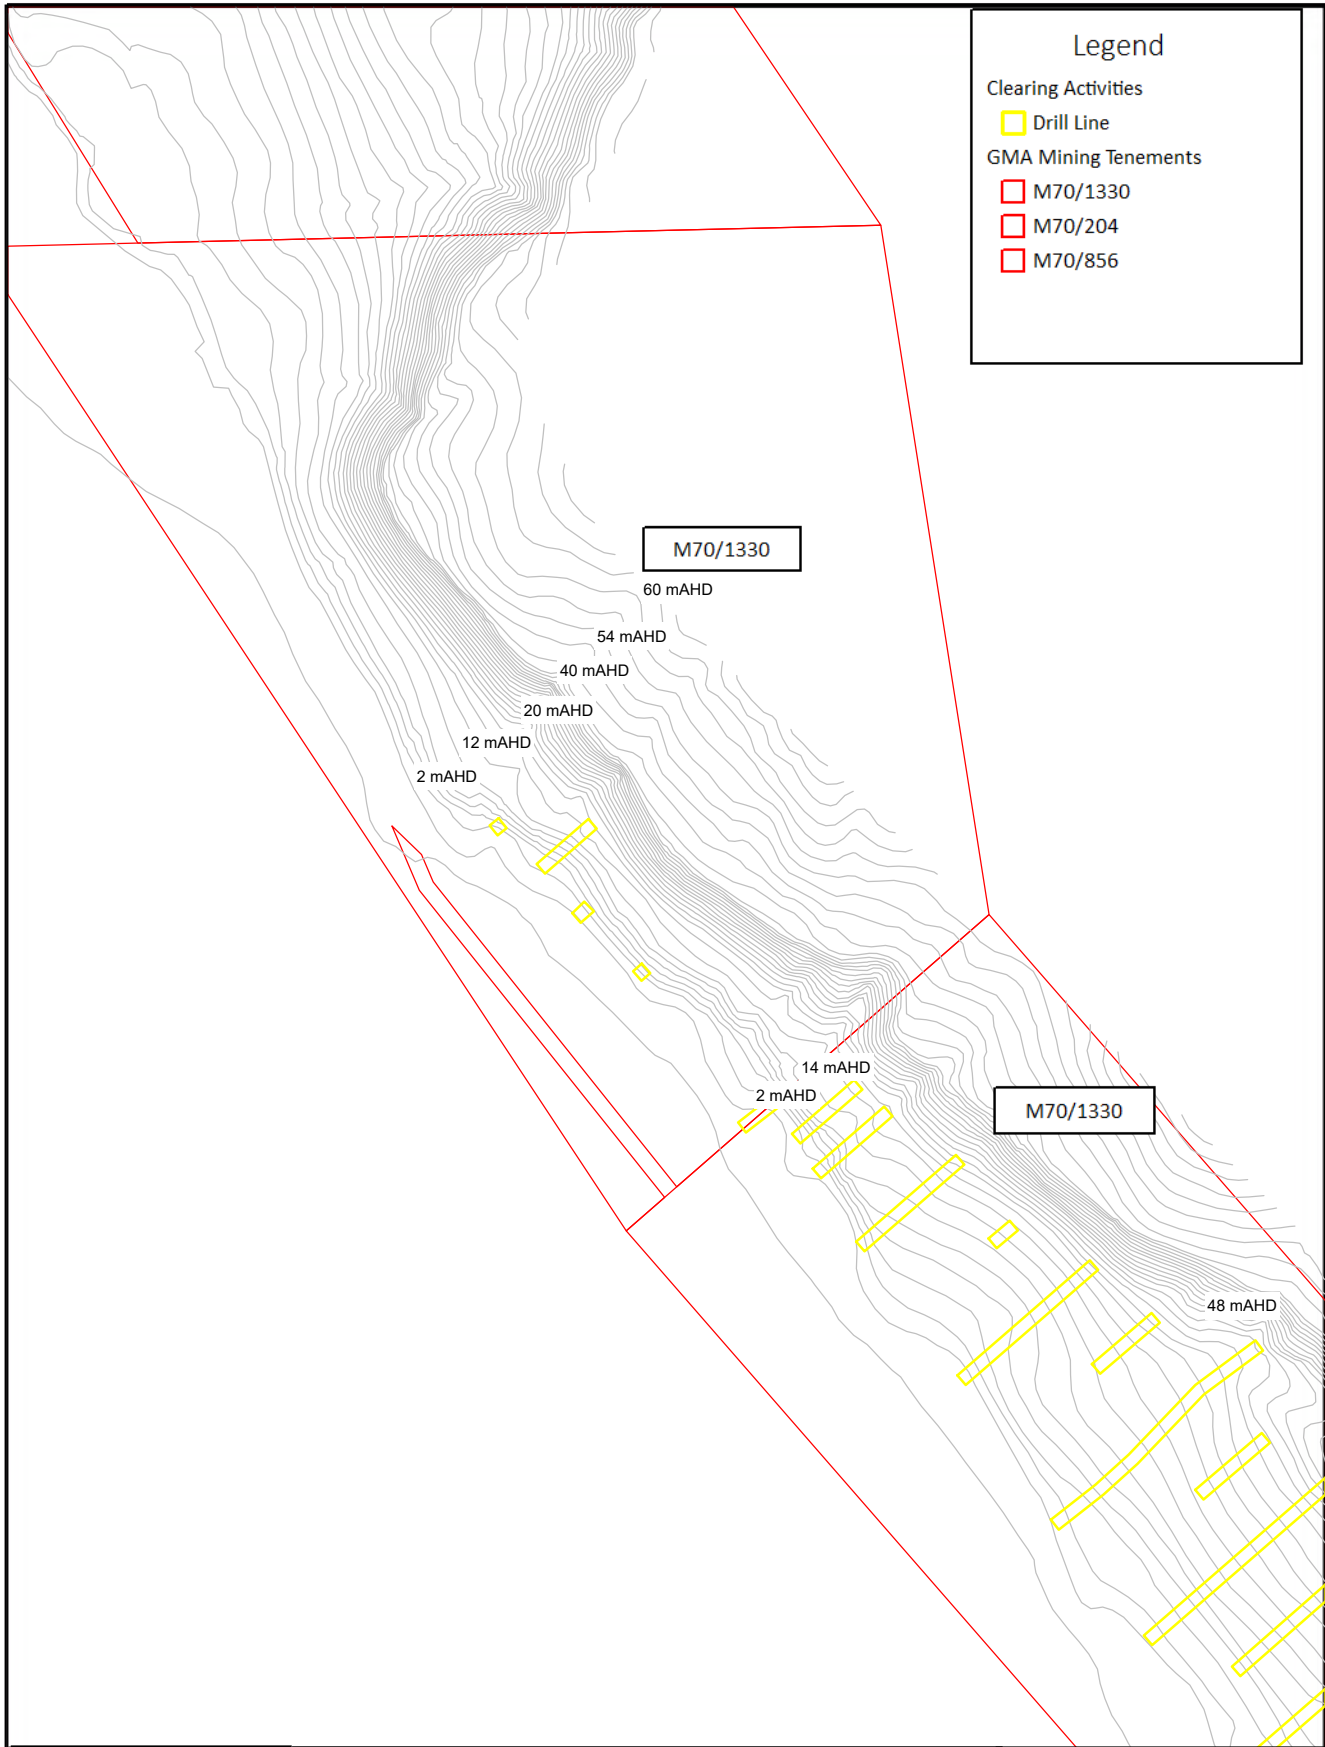 Legend
Clearing Activities
Drill Line
GMA Mining Tenements
M70/1330
M70/204
M70/856
M70/1330
60 mAHD
54 mAHD
40 mAHD
20 mAHD
12 mAHD
2 mAHD
14 mAHD
2 mAHD
M70/1330
48 mAHD